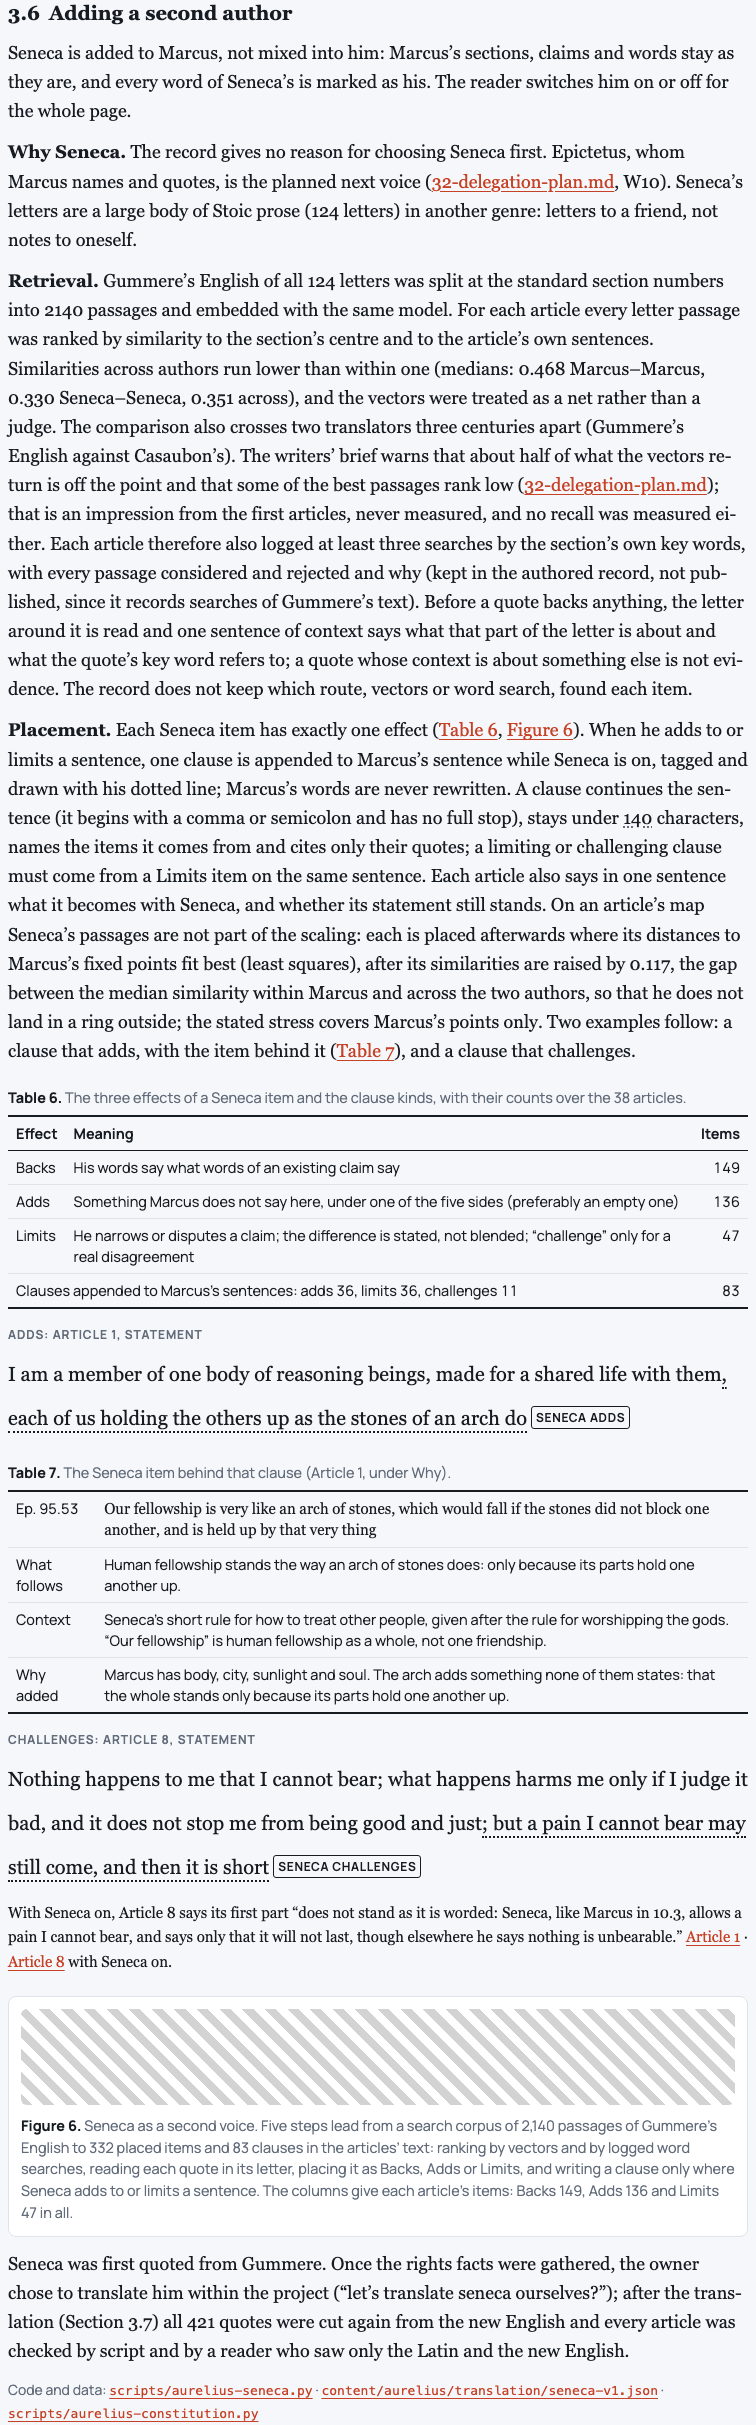 3.6 Adding a second author
Seneca is added to Marcus, not mixed into him: Marcus’s sections, claims and words stay as
they are, and every word of Seneca’s is marked as his. The reader switches him on or off for
the whole page.
Why Seneca. The record gives no reason for choosing Seneca first. Epictetus, whom
Marcus names and quotes, is the planned next voice (32-delegation-plan.md, W10). Seneca’s
letters are a large body of Stoic prose (124 letters) in another genre: letters to a friend, not
notes to oneself.
Retrieval. Gummere’s English of all 124 letters was split at the standard section numbers
into 2140 passages and embedded with the same model. For each article every letter passage
was ranked by similarity to the section’s centre and to the article’s own sentences.
Similarities across authors run lower than within one (medians: 0.468 Marcus–Marcus,
0.330 Seneca–Seneca, 0.351 across), and the vectors were treated as a net rather than a
judge. The comparison also crosses two translators three centuries apart (Gummere’s
English against Casaubon’s). The writers’ brief warns that about half of what the vectors re-
turn is off the point and that some of the best passages rank low (32-delegation-plan.md);
that is an impression from the first articles, never measured, and no recall was measured ei-
ther. Each article therefore also logged at least three searches by the section’s own key words,
with every passage considered and rejected and why (kept in the authored record, not pub-
lished, since it records searches of Gummere’s text). Before a quote backs anything, the letter
around it is read and one sentence of context says what that part of the letter is about and
what the quote’s key word refers to; a quote whose context is about something else is not evi-
dence. The record does not keep which route, vectors or word search, found each item.
Placement. Each Seneca item has exactly one effect (Table 6, Figure 6). When he adds to or
limits a sentence, one clause is appended to Marcus’s sentence while Seneca is on, tagged and
drawn with his dotted line; Marcus’s words are never rewritten. A clause continues the sen-
tence (it begins with a comma or semicolon and has no full stop), stays under 140 characters,
names the items it comes from and cites only their quotes; a limiting or challenging clause
must come from a Limits item on the same sentence. Each article also says in one sentence
what it becomes with Seneca, and whether its statement still stands. On an article’s map
Seneca’s passages are not part of the scaling: each is placed afterwards where its distances to
Marcus’s fixed points fit best (least squares), after its similarities are raised by 0.117, the gap
between the median similarity within Marcus and across the two authors, so that he does not
land in a ring outside; the stated stress covers Marcus’s points only. Two examples follow: a
clause that adds, with the item behind it (Table 7), and a clause that challenges.
Table 6. The three effects of a Seneca item and the clause kinds, with their counts over the 38 articles.
Effect Meaning Items
Backs His words say what words of an existing claim say 149
Adds Something Marcus does not say here, under one of the five sides (preferably an empty one) 136
Limits He narrows or disputes a claim; the difference is stated, not blended; “challenge” only for a 47
real disagreement
Clauses appended to Marcus’s sentences: adds 36, limits 36, challenges 11 83
ADDS: ARTICLE 1, STATEMENT
I am a member of one body of reasoning beings, made for a shared life with them,
each of us holding the others up as the stones of an arch do SENECA ADDS
Table 7. The Seneca item behind that clause (Article 1, under Why).
Ep. 95.53 Our fellowship is very like an arch of stones, which would fall if the stones did not block one
another, and is held up by that very thing
What Human fellowship stands the way an arch of stones does: only because its parts hold one
follows another up.
Context Seneca’s short rule for how to treat other people, given after the rule for worshipping the gods.
“Our fellowship” is human fellowship as a whole, not one friendship.
Why Marcus has body, city, sunlight and soul. The arch adds something none of them states: that
added the whole stands only because its parts hold one another up.
CHALLENGES: ARTICLE 8, STATEMENT
Nothing happens to me that I cannot bear; what happens harms me only if I judge it
bad, and it does not stop me from being good and just; but a pain I cannot bear may
still come, and then it is short SENECA CHALLENGES
With Seneca on, Article 8 says its first part “does not stand as it is worded: Seneca, like Marcus in 10.3, allows a
pain I cannot bear, and says only that it will not last, though elsewhere he says nothing is unbearable.” Article 1 ·
Article 8 with Seneca on.
Figure 6. Seneca as a second voice. Five steps lead from a search corpus of 2,140 passages of Gummere’s
English to 332 placed items and 83 clauses in the articles’ text: ranking by vectors and by logged word
searches, reading each quote in its letter, placing it as Backs, Adds or Limits, and writing a clause only where
Seneca adds to or limits a sentence. The columns give each article’s items: Backs 149, Adds 136 and Limits
47 in all.
Seneca was first quoted from Gummere. Once the rights facts were gathered, the owner
chose to translate him within the project (“let’s translate seneca ourselves?”); after the trans-
lation (Section 3.7) all 421 quotes were cut again from the new English and every article was
checked by script and by a reader who saw only the Latin and the new English.
Code and data: scripts/aurelius-seneca.py · content/aurelius/translation/seneca-v1.json ·
scripts/aurelius-constitution.py